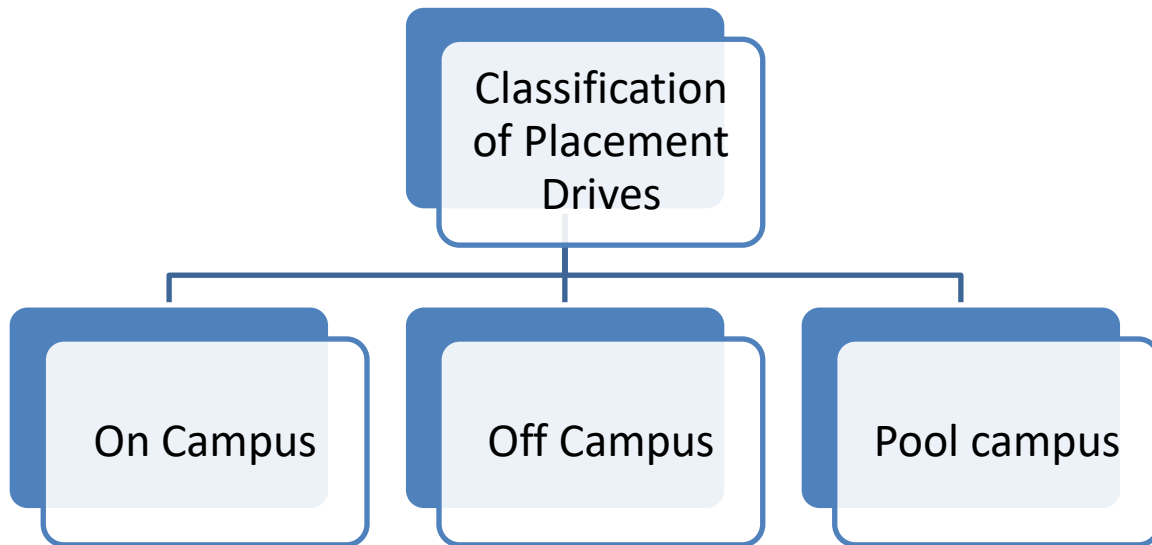 Classification
of Placement
Drives
On Campus
Off Campus
Pool campus